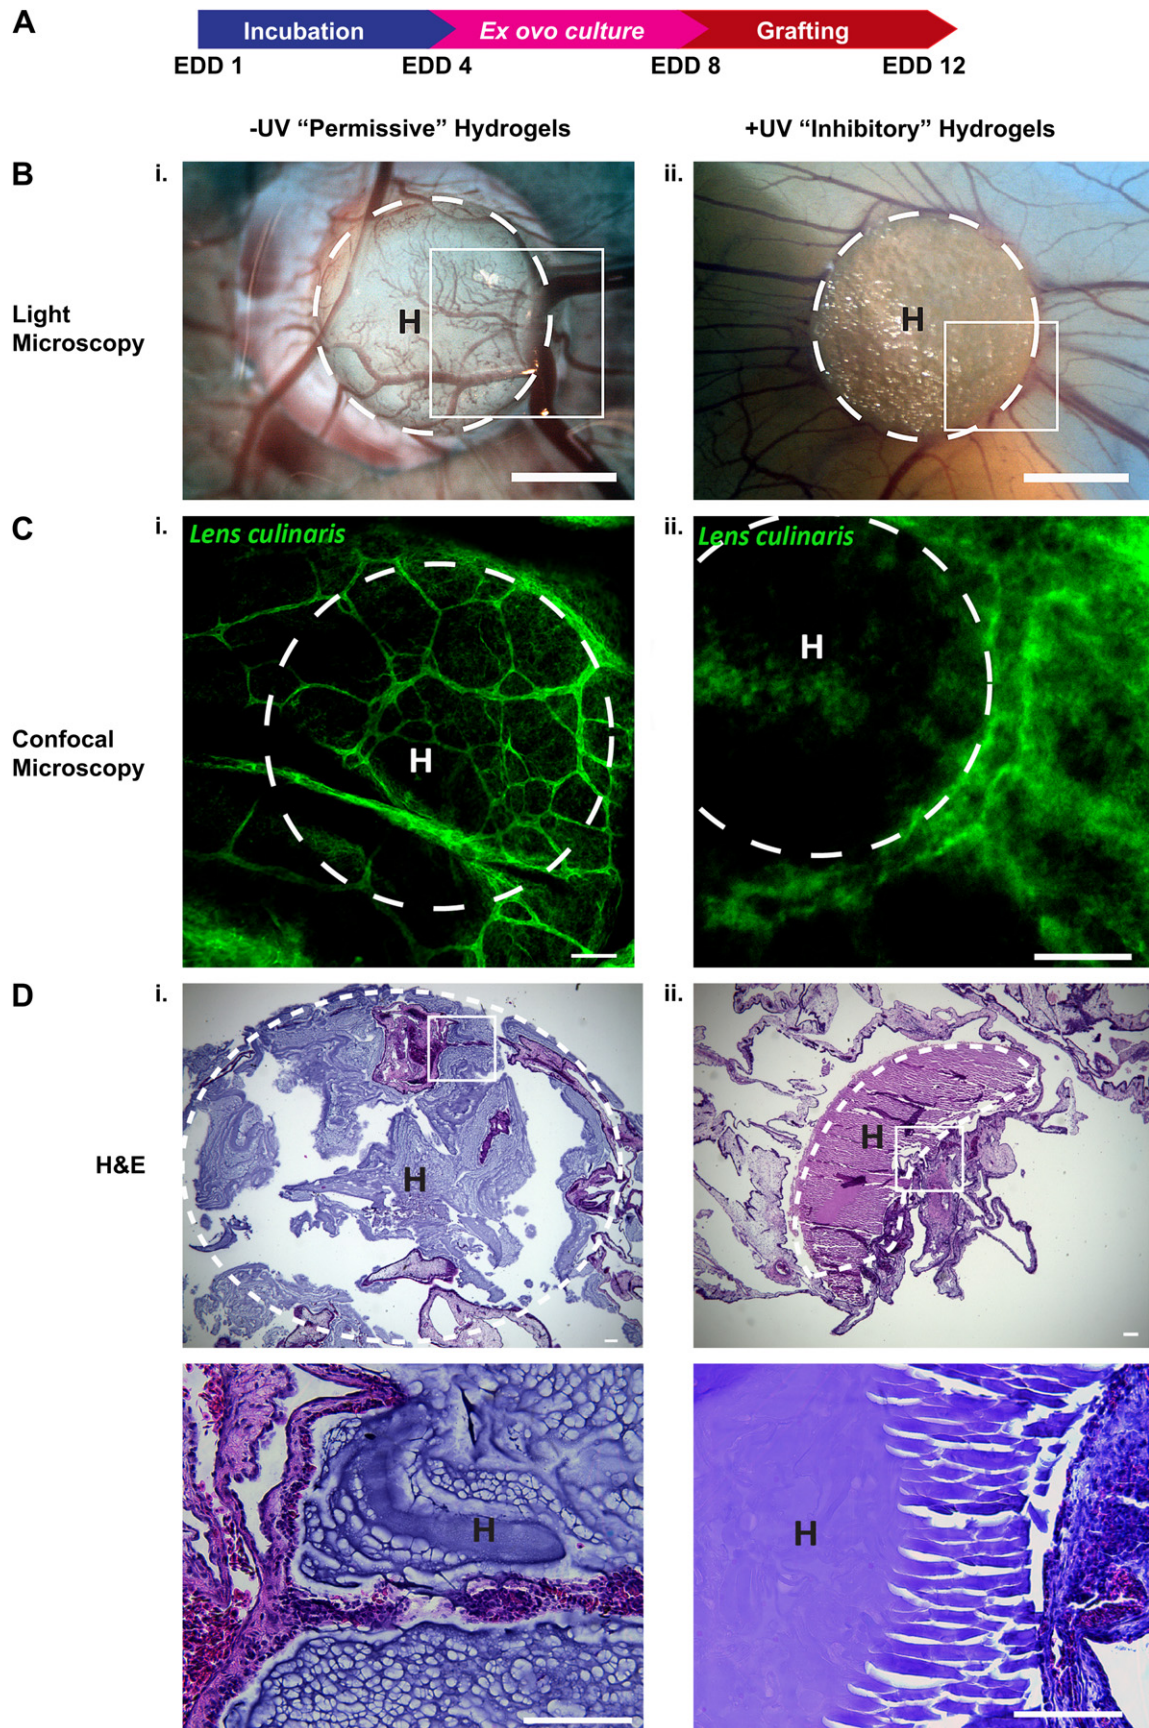 A
Incubation
Ex ovo culture
Grafting
EDD 1
EDD 4
EDD 8
EDD 12
-UV “Permissive” Hydrogels
+UV “Inhibitory” Hydrogels
B
i.
ii.
Light
Microscopy
H
H
C
i.
ii.
Lens culinaris
Lens culinaris
Confocal
Microscopy
H
H
D
i.
ii.
H&E
H
H
H
H